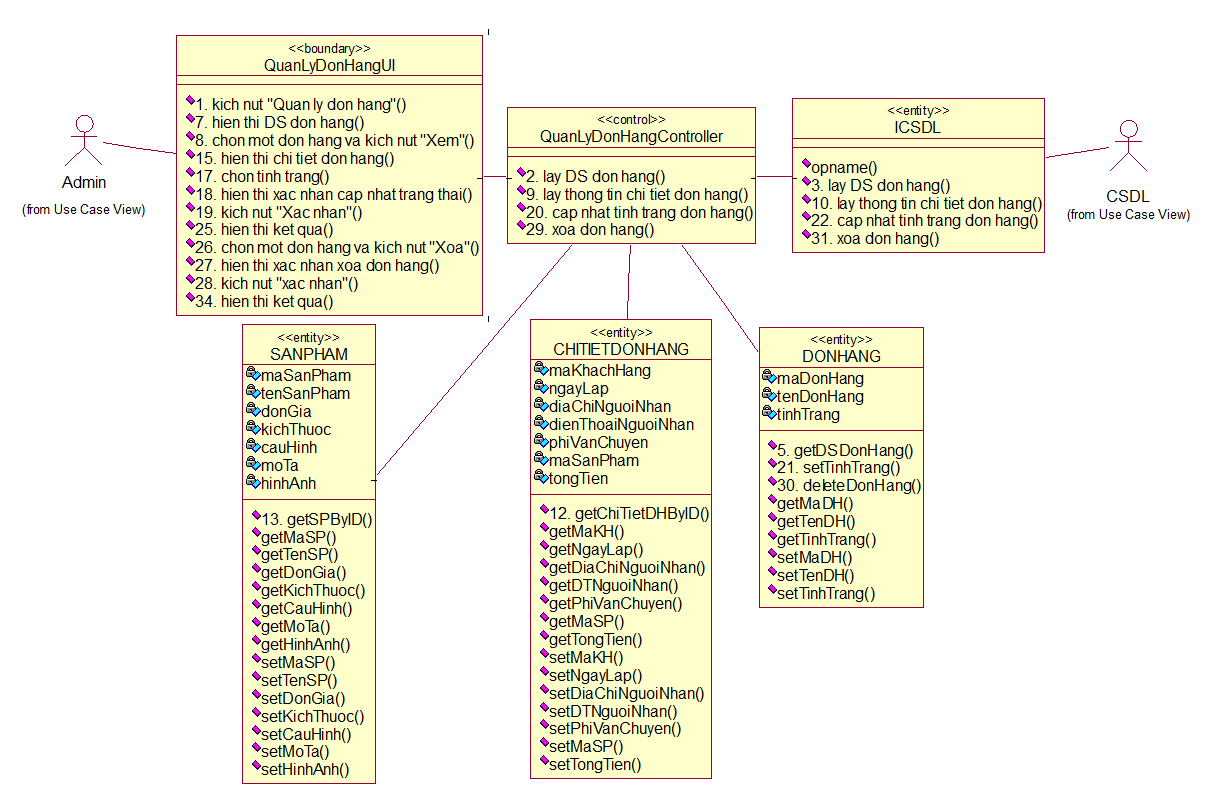 <<boundary>>
QuanLyDonHangUI
1. kich nut "Quan ly don hang"()
7. hien thi DS don hang()
8. chon mot don hang va kich nut "Xem"()
15. hien thi chi tiet don hang()
17. chon tinh trang()
18. hien thi xac nhan cap nhat trang thai()
19. kich nut "Xac nhan"()
25. hien thi ket qua()
26. chon mot don hang va kich nut "Xoa"()
27. hien thi xac nhan xoa don hang()
28. kich nut "xac nhan"()
34. hien thi ket qua()
Admin
(from Use Case View)
<<control>>
QuanLyDonHangController
2. lay DS don hang()
9. lay thong tin chi tiet don hang()
20. cap nhat tinh trang don hang()
29. xoa don hang()
<<entity>>
ICSDL
opname()
3. lay DS don hang()
10. lay thong tin chi tiet don hang()
22. cap nhat tinh trang don hang()
31. xoa don hang()
CSDL
(from Use Case View)
<<entity>>
SANPHAM
maSanPham
tenSanPham
donGia
kichThuoc
cauHinh
moTa
hinhAnh
13. getSPByID()
getMaSP()
getTenSP()
getDonGia()
getKichThuoc()
getCauHinh()
getMoTa()
getHinhAnh()
setMaSP()
setTenSP()
setDonGia()
setKichThuoc()
setCauHinh()
setMoTa()
setHinhAnh()
<<entity>>
CHITIETDONHANG
maKhachHang
ngayLap
diaChiNguoiNhan
dienThoaiNguoiNhan
phiVanChuyen
maSanPham
tongTien
12. getChiTietDHByID()
getMaKH()
getNgayLap()
getDiaChiNguoiNhan()
getDTNguoiNhan()
getPhiVanChuyen()
getMaSP()
getTongTien()
setMaKH()
setNgayLap()
setDiaChiNguoiNhan()
setDTNguoiNhan()
setPhiVanChuyen()
setMaSP()
setTongTien()
<<entity>>
DONHANG
maDonHang
tenDonHang
tinhTrang
5. getDSDonHang()
21. setTinhTrang()
30. deleteDonHang()
getMaDH()
getTenDH()
getTinhTrang()
setMaDH()
setTenDH()
setTinhTrang()